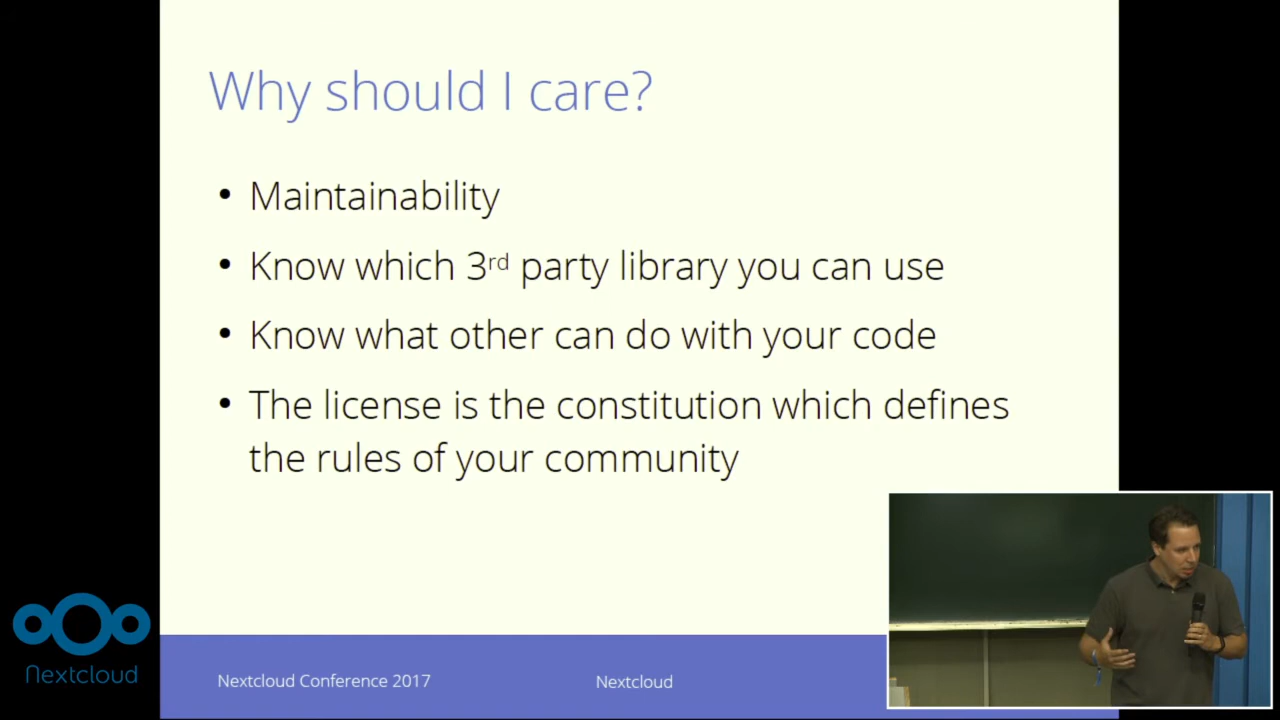 Why should I care?
• Maintainability
• Know which 3rd party library you can use
• Know what other can do with your code
• The license is the constitution which defines
the rules of your community
Nextcloud
Nextcloud Conference 2017
Nextcloud